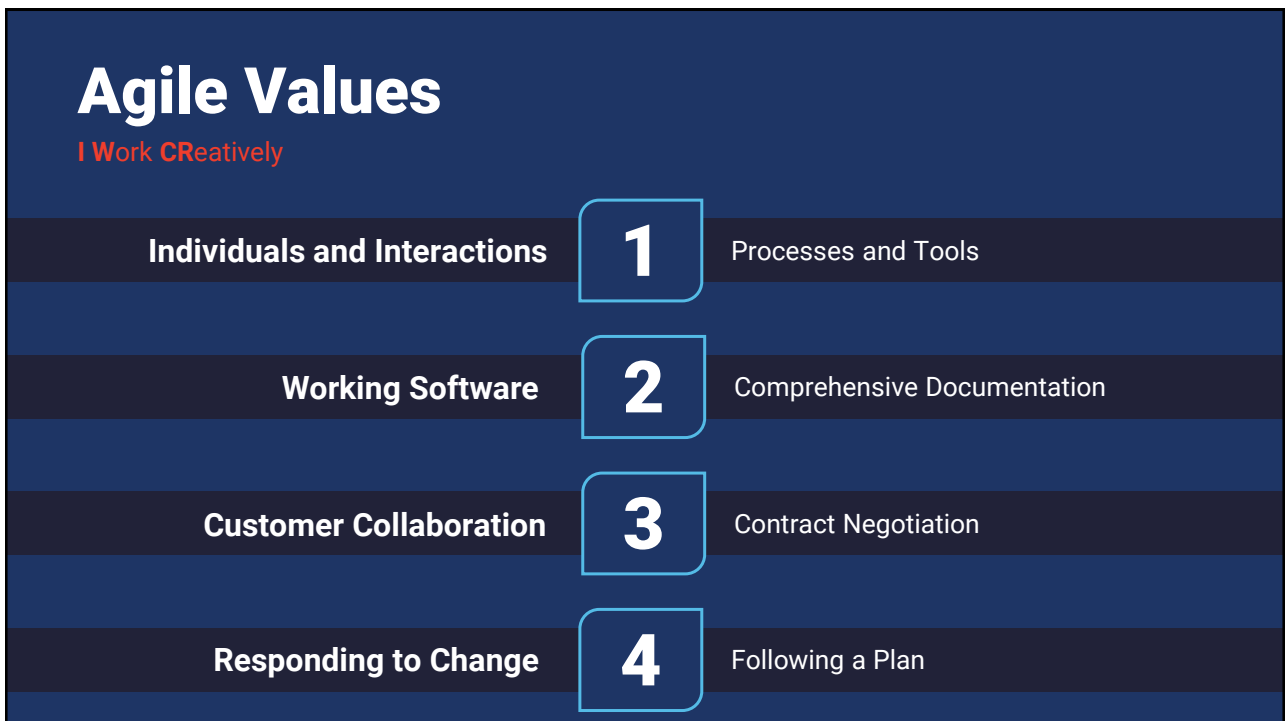 Agile Values
I Work CReatively
Individuals and Interactions 1 Processes and Tools
Working Software 2 Comprehensive Documentation
Customer Collaboration 3 Contract Negotiation
Responding to Change 4 Following a Plan